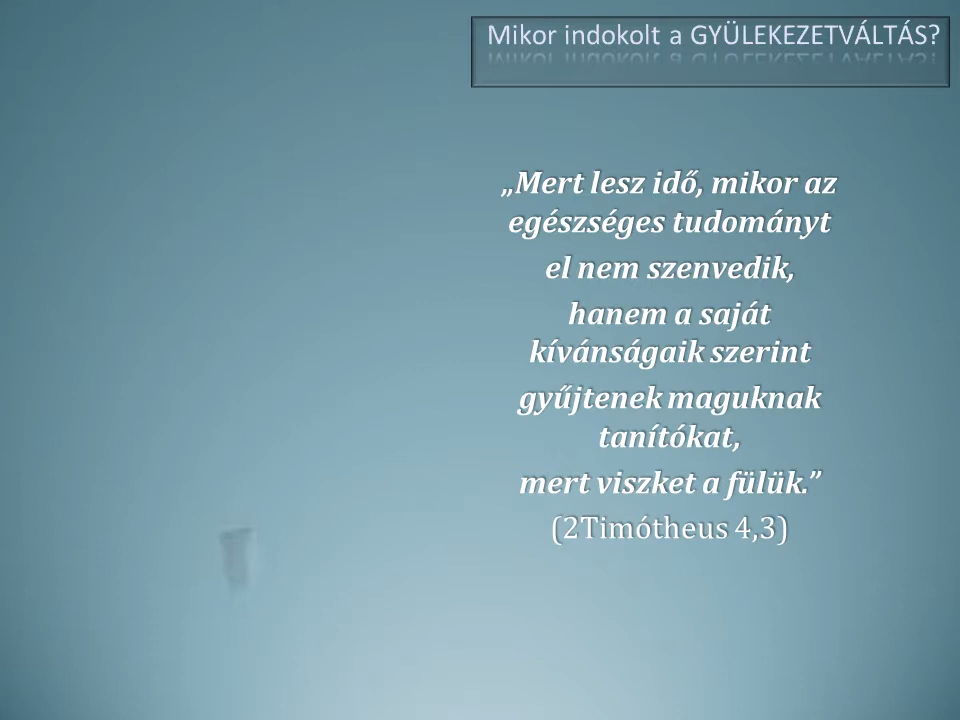 Mikor indokolt a GYÜLEKEZETVÁLTÁS?
„Mert lesz idő, mikor az
egészséges tudományt
el nem szenvedik,
hanem a saját
kívánságaik szerint
gyűjtenek maguknak
tanítókat,
mert viszket a fülük.”
(2Timótheus 4,3)